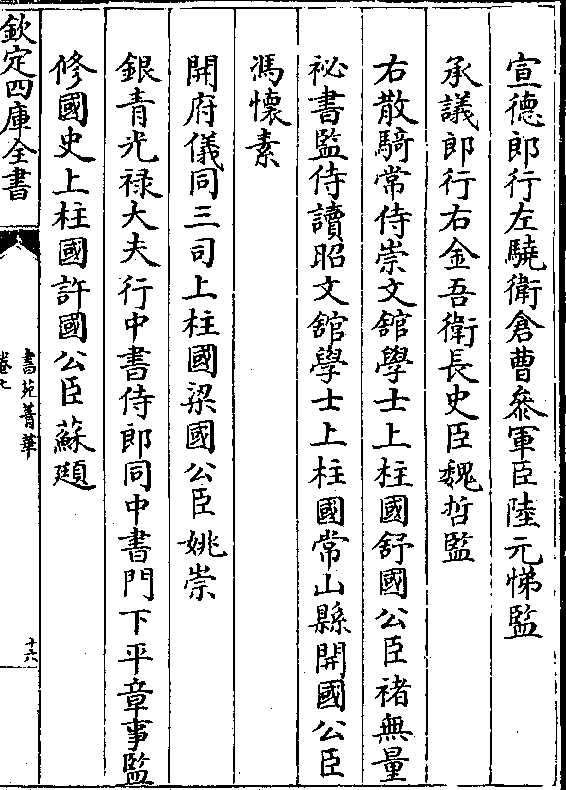 宣德郎行左驍衛倉曹參軍臣陸元悌監
承議郎行右金吾衛長史臣魏哲監
右散騎常侍崇文舘學士上柱國舒國公臣褚無量
祕書監侍讀昭文舘學士上柱國常山縣開國公臣
馮懷素
開府儀同三司上柱國梁國公臣姚崇
銀青光禄大夫行中書侍郎同中書門下平章事監
修國史上柱國許國公臣蘇頲
欽定四庫全書
書苑菁華
卷七
十六